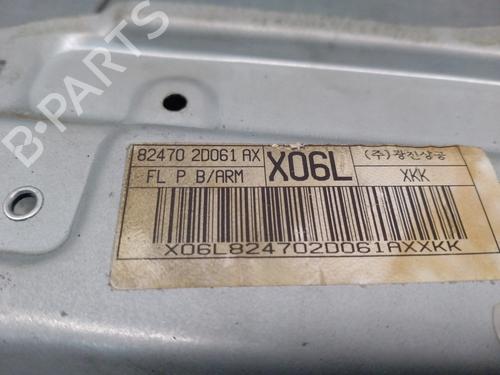 B-PARTS
82470 2D061 AX X06L (주)광진상공
FL P B/ARM XKK
X06L824702D061AXXKK